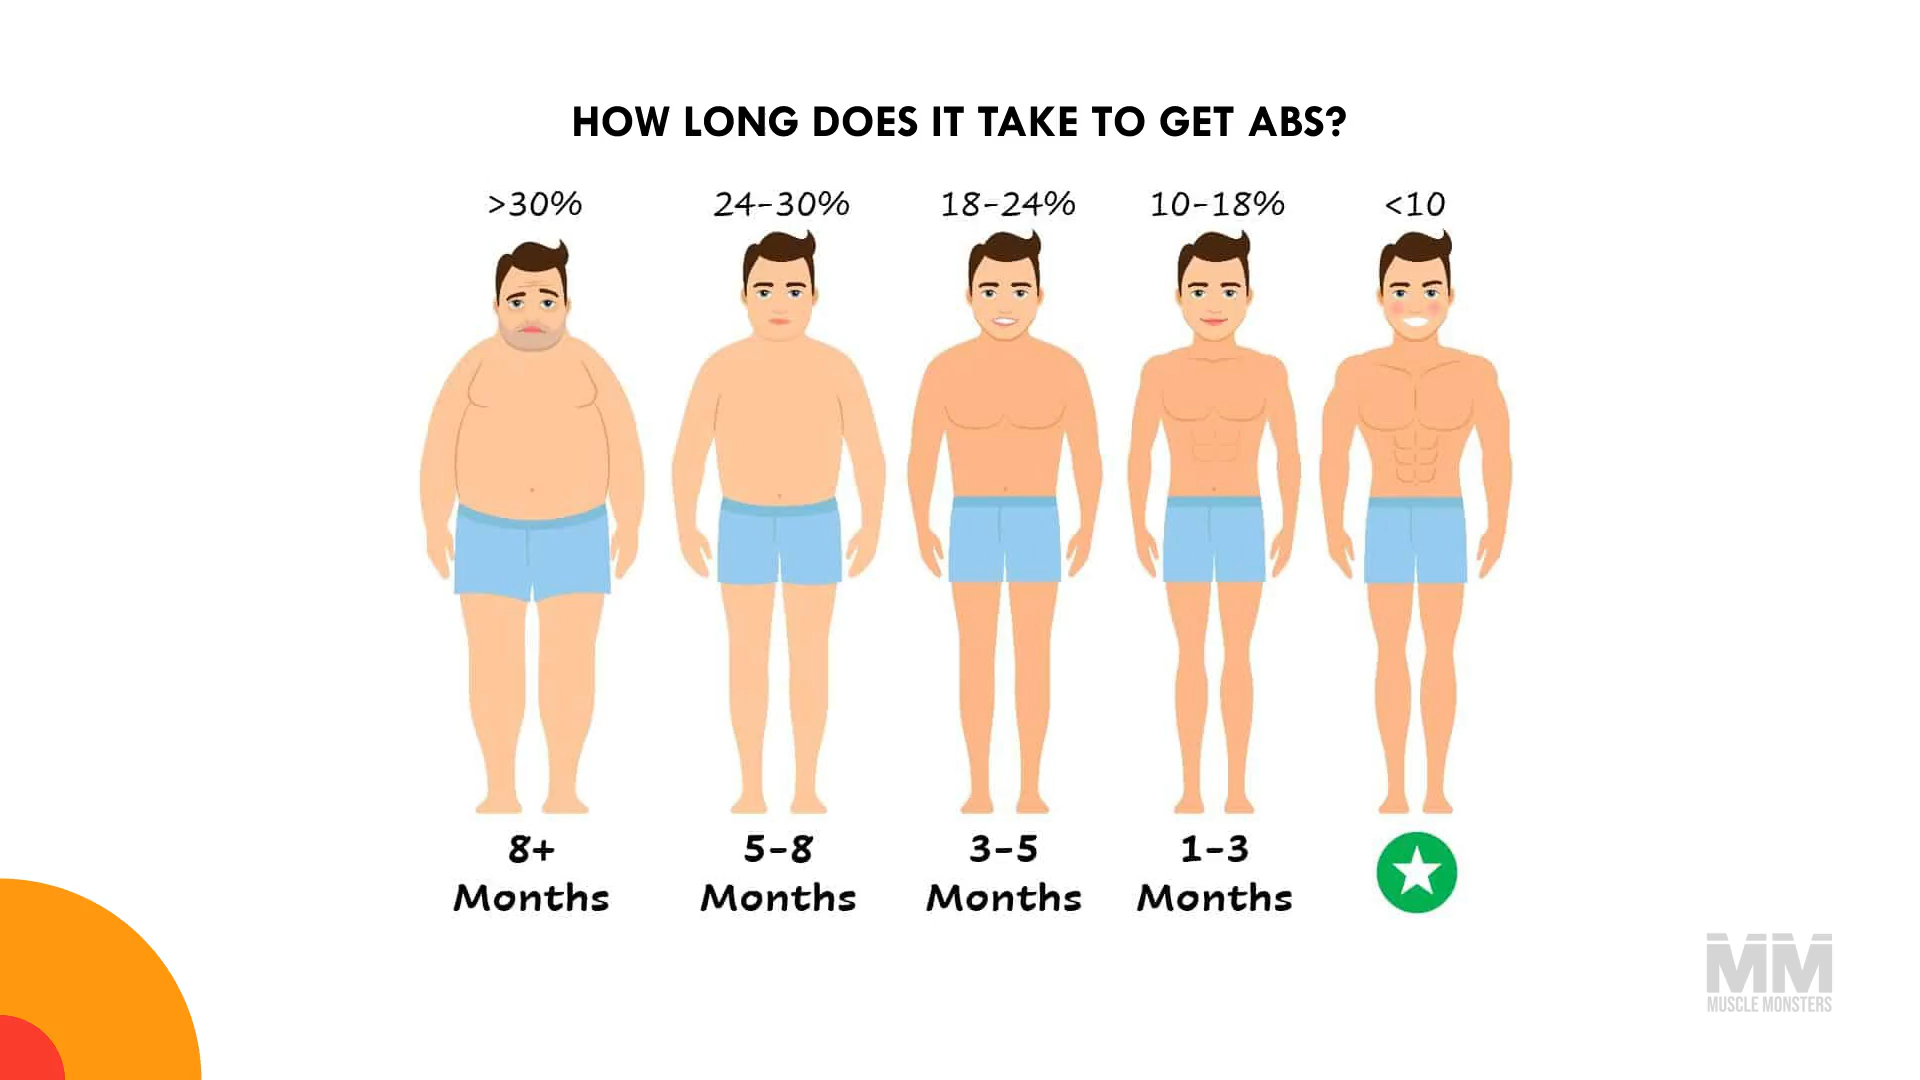 HOW LONG DOES IT TAKE TO GET ABS?
>30% 24-30% 18-24% 10-18% <10
8+ 5-8 3-5 1-3
Months Months Months Months
MM
MUSCLE MONSTERS